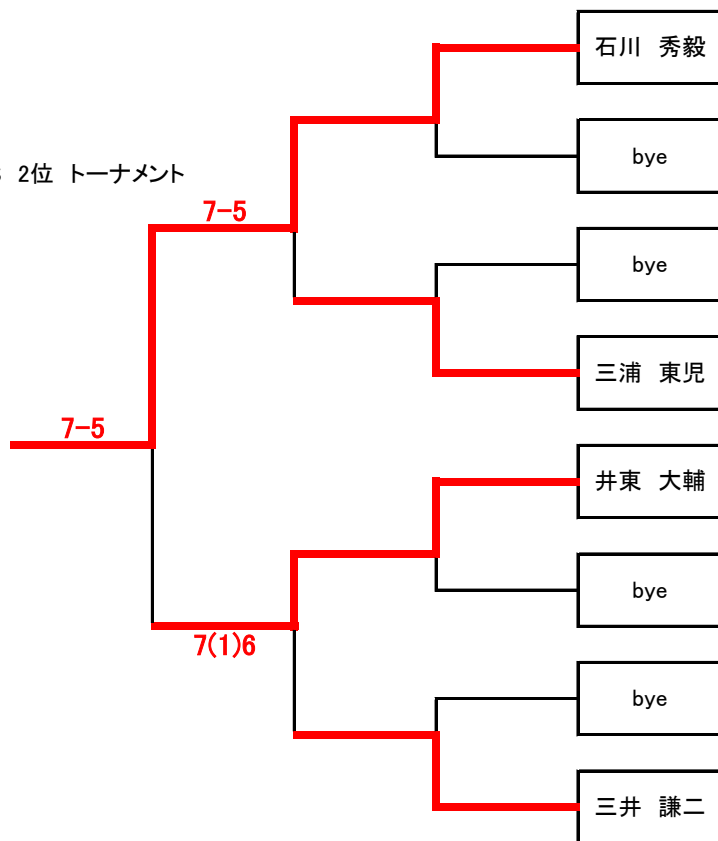 石川　秀毅
bye
2位 トーナメント
7-5
bye
三浦　東児
7-5
井東　大輔
bye
7(1)6
bye
三井　謙二